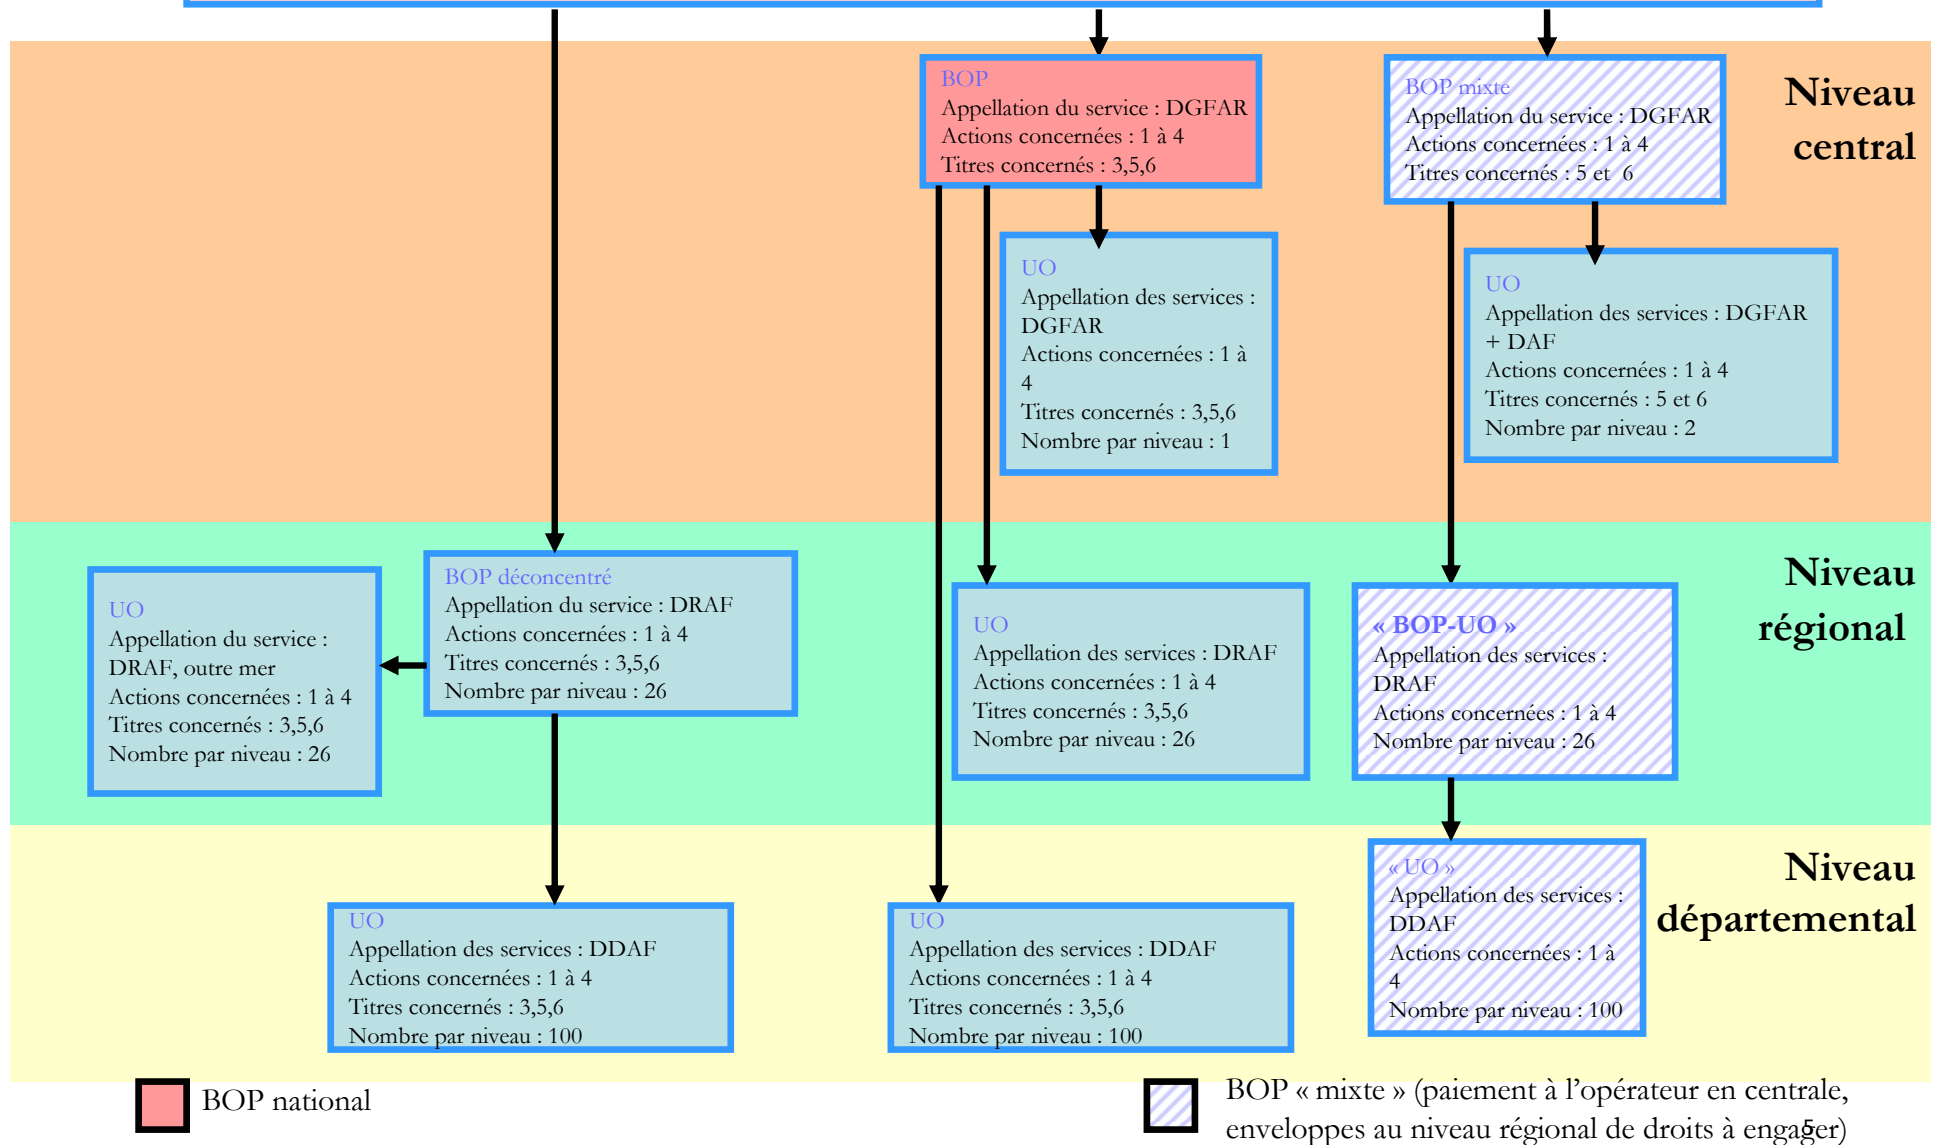 BOP
Appellation du service : DGFAR
Actions concernées : 1 à 4
Titres concernés : 3,5,6
BOP mixte
Appellation du service : DGFAR
Actions concernées : 1 à 4
Titres concernés : 5 et 6
Niveau
central
UO
Appellation des services :
DGFAR
Actions concernées : 1 à
4
Titres concernés : 3,5,6
Nombre par niveau : 1
UO
Appellation des services : DGFAR
+ DAF
Actions concernées : 1 à 4
Titres concernés : 5 et 6
Nombre par niveau : 2
UO
Appellation du service :
DRAF, outre mer
Actions concernées : 1 à 4
Titres concernés : 3,5,6
Nombre par niveau : 26
BOP déconcentré
Appellation du service : DRAF
Actions concernées : 1 à 4
Titres concernés : 3,5,6
Nombre par niveau : 26
UO
Appellation des services : DRAF
Actions concernées : 1 à 4
Titres concernés : 3,5,6
Nombre par niveau : 26
« BOP-UO »
Appellation des services :
DRAF
Actions concernées : 1 à 4
Nombre par niveau : 26
Niveau
régional
UO
Appellation des services : DDAF
Actions concernées : 1 à 4
Titres concernés : 3,5,6
Nombre par niveau : 100
UO
Appellation des services : DDAF
Actions concernées : 1 à 4
Titres concernés : 3,5,6
Nombre par niveau : 100
« UO »
Appellation des services :
DDAF
Actions concernées : 1 à
4
Nombre par niveau : 100
Niveau
départemental
BOP national
BOP « mixte » (paiement à l'opérateur en centrale,
enveloppes au niveau régional de droits à engager)
5